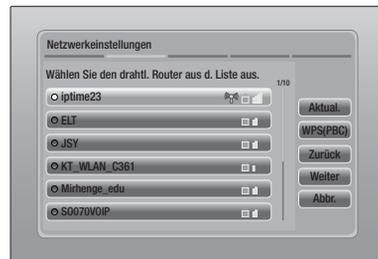 Netzwerkeinstellungen
Wählen Sie den drahtl. Router aus d. Liste aus.
1/10
iptime23
ELT
JSY
KT_WLAN_C361
Mirhenge_edu
SO070VOIP
Aktual.
WPS(PBC)
Zurück
Weiter
Abbr.